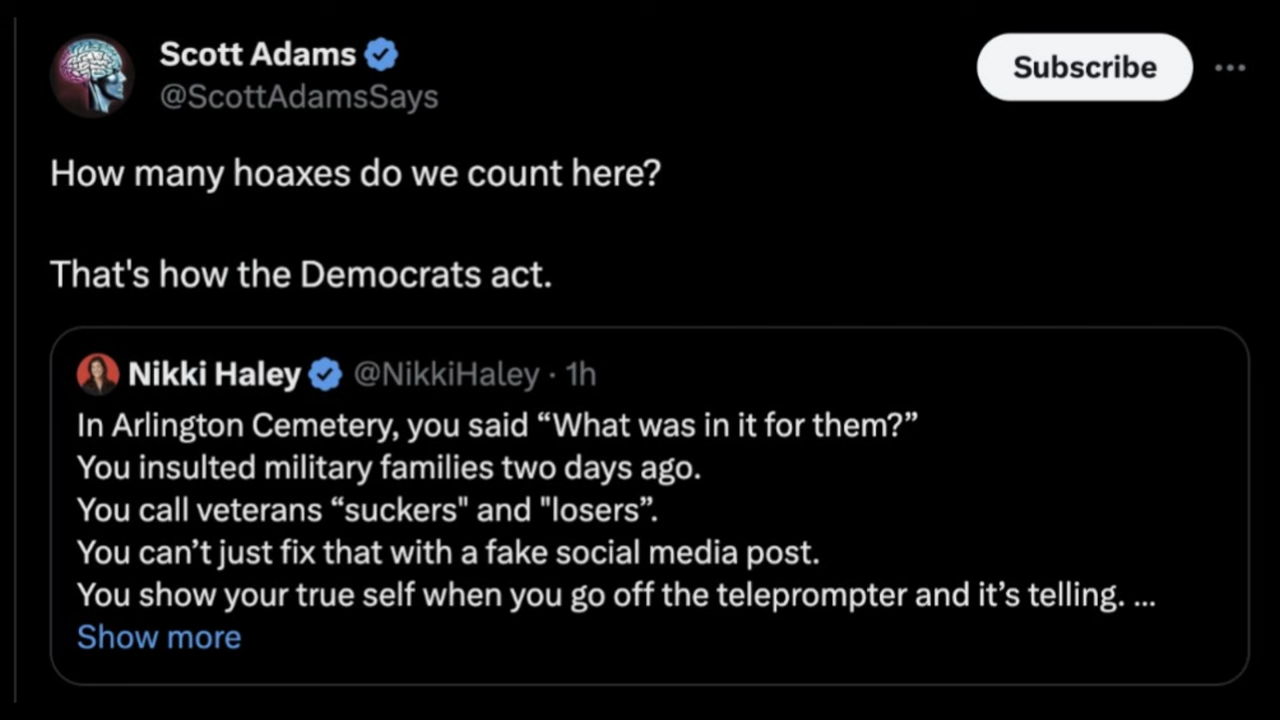 Scott Adams
Subscribe
@ScottAdamsSays
How many hoaxes do we count here?
That's how the Democrats act.
Nikki Haley @NikkiHaley · 1h
In Arlington Cemetery, you said “What was in it for them?”
You insulted military families two days ago.
You call veterans “suckers" and "losers”.
You can’t just fix that with a fake social media post.
You show your true self when you go off the teleprompter and it’s telling. ...
Show more